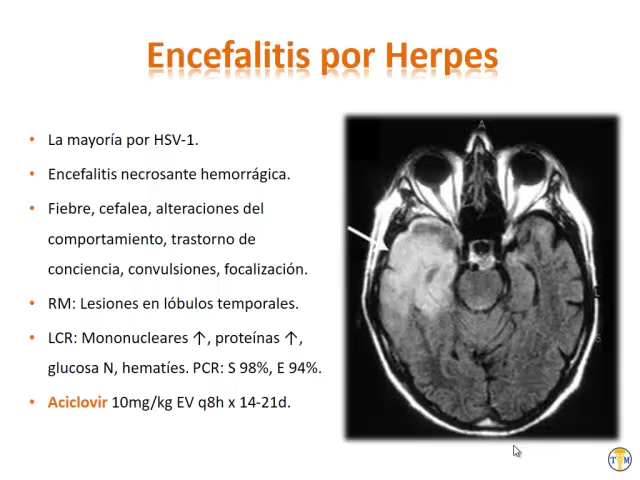 Encefalitis por Herpes
• La mayoría por HSV-1.
• Encefalitis necrosante hemorrágica.
• Fiebre, cefalea, alteraciones del
comportamiento, trastorno de
conciencia, convulsiones, focalización.
• RM: Lesiones en lóbulos temporales.
• LCR: Mononucleares ↑, proteínas ↑,
glucosa N, hematíes. PCR: S 98%, E 94%.
• Aciclovir 10mg/kg EV q8h x 14-21d.
A
L
T M